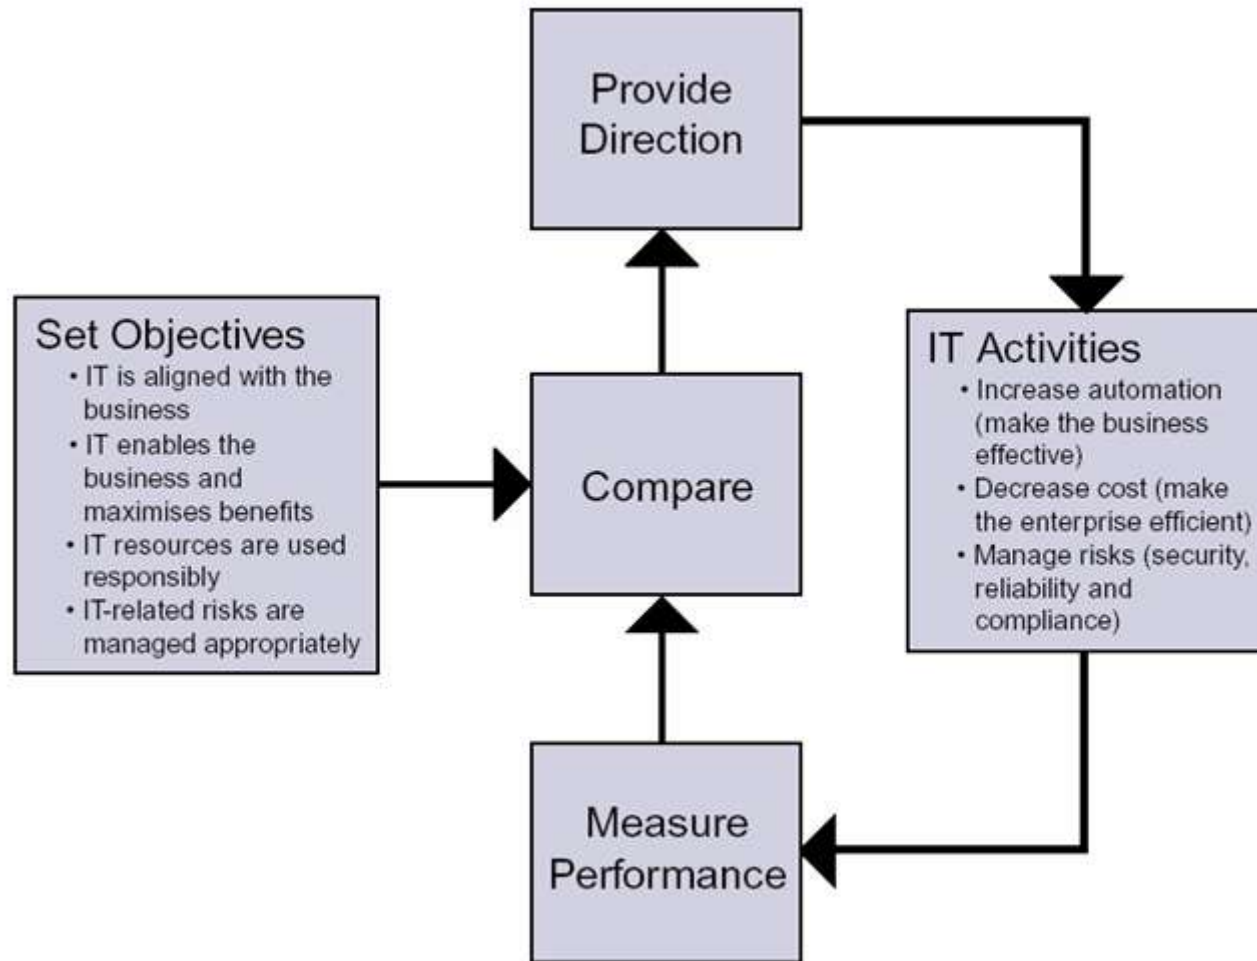 Provide
Direction
Set Objectives
• IT is aligned with the
business
• IT enables the
business and
maximises benefits
• IT resources are used
responsibly
• IT-related risks are
managed appropriately
Compare
IT Activities
• Increase automation
(make the business
effective)
• Decrease cost (make
the enterprise efficient)
• Manage risks (security,
reliability and
compliance)
Measure
Performance